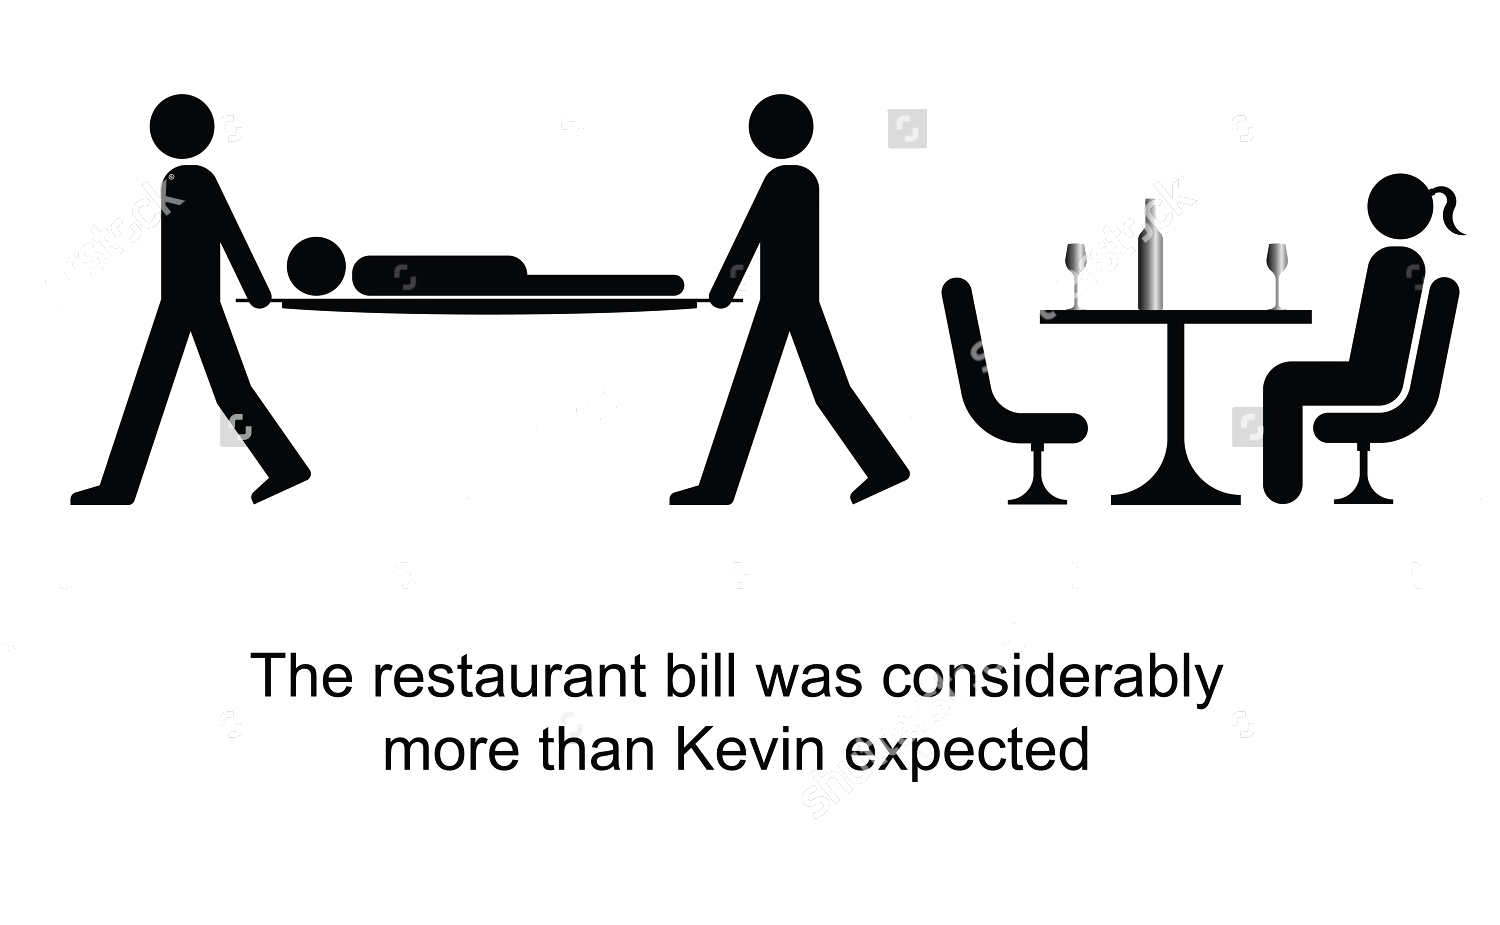 The restaurant bill was considerably
more than Kevin expected